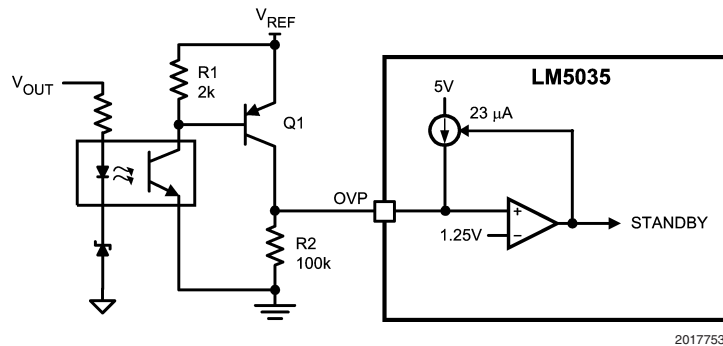 VREF
R1
2k
VOUT
Q1
OVP
R2
100k
LM5035
5V
23 μA
+
1.25V
−
STANDBY
2017753